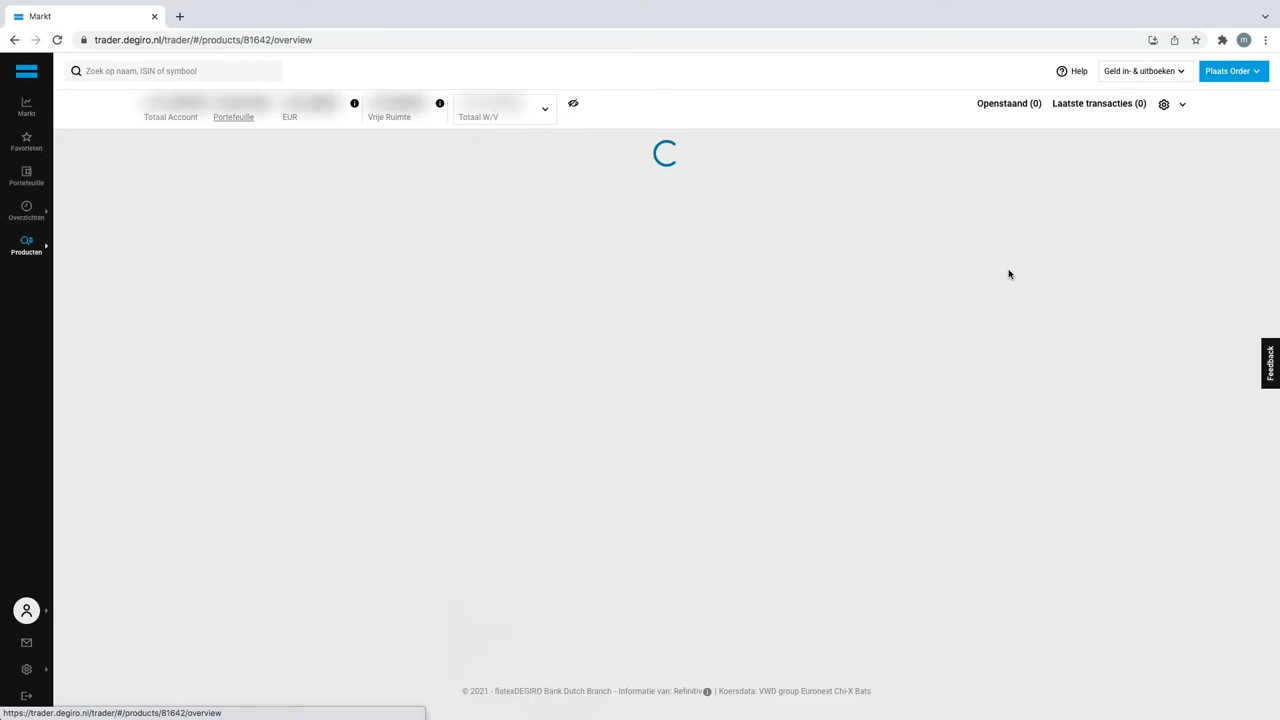 Markt
trader.degiro.nl/trader/#/products/81642/overview
m
Zoek op naam, ISIN of symbool
Help
Geld in- & uitboeken
Plaats Order
Totaal Account
Portefeuille
EUR
Vrije Ruimte
Totaal W/V
Openstaand (0)
Laatste transacties (0)
Markt
Favorieten
Portefeuille
Overzichten
Producten
Feedback
© 2021 - flatexDEGIRO Bank Dutch Branch - Informatie van: Refinitiv | Koersdata: VWD group Euronext Chi-X Bats
https://trader.degiro.nl/trader/#/products/81642/overview